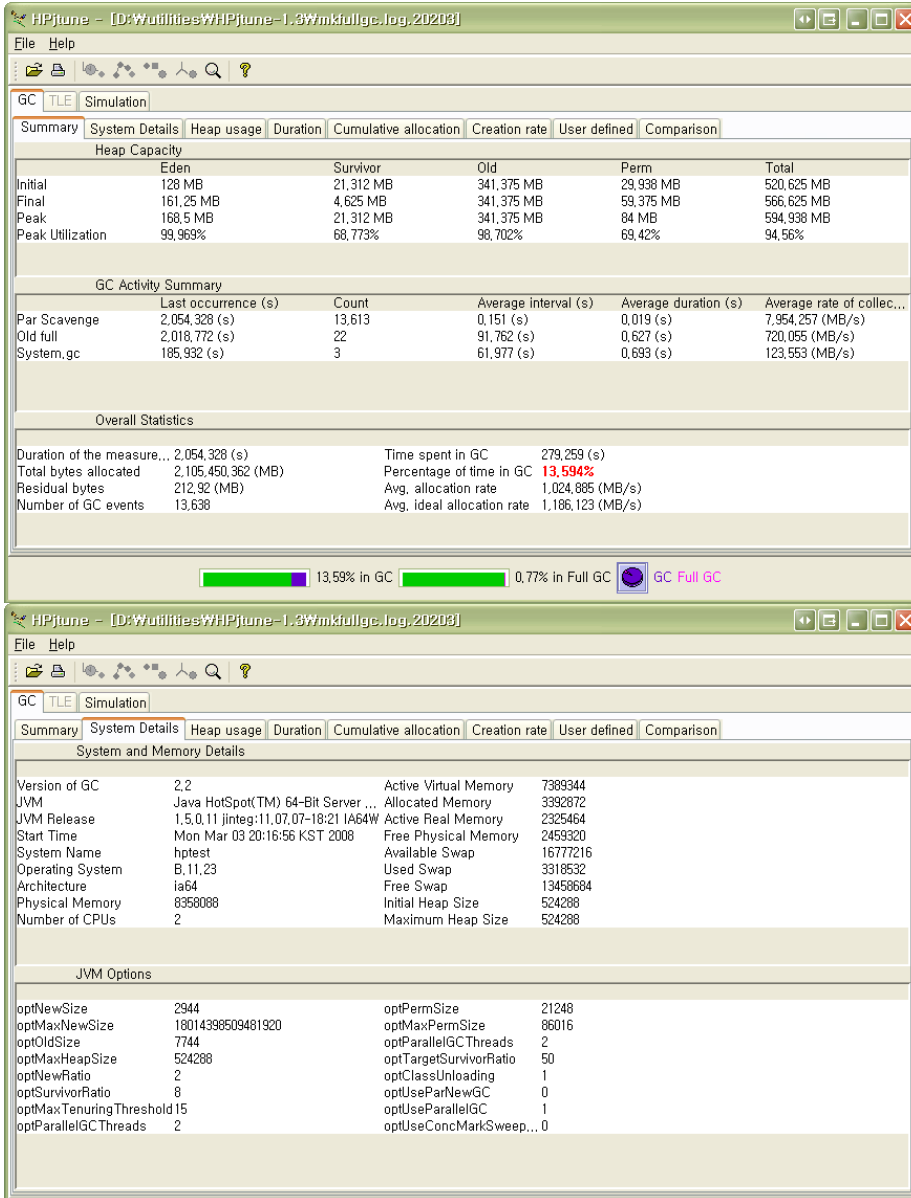 HPjtune - [D:₩utilities₩HPjtune-1.3₩mkfullgc.log.20203]
File Help
GC TLE Simulation
Summary System Details Heap usage Duration Cumulative allocation Creation rate User defined Comparison
Heap Capacity
Eden Survivor Old Perm Total
Initial 128 MB 21,312 MB 341,375 MB 29,938 MB 520,625 MB
Final 161,25 MB 4,625 MB 341,375 MB 59,375 MB 566,625 MB
Peak 168,5 MB 21,312 MB 341,375 MB 84 MB 594,938 MB
Peak Utilization 99,969% 68,773% 98,702% 69,42% 94,56%
GC Activity Summary
Last occurrence (s) Count Average interval (s) Average duration (s) Average rate of collec...
Par Scavenge 2,054,328 (s) 13,613 0,151 (s) 0,019 (s) 7,954,257 (MB/s)
Old full 2,018,772 (s) 22 91,762 (s) 0,627 (s) 720,055 (MB/s)
System,gc 185,932 (s) 3 61,977 (s) 0,693 (s) 123,553 (MB/s)
Overall Statistics
Duration of the measure... 2,054,328 (s) Time spent in GC 279,259 (s)
Total bytes allocated 2,105,450,362 (MB) Percentage of time in GC 13,594%
Residual bytes 212,92 (MB) Avg, allocation rate 1,024,885 (MB/s)
Number of GC events 13,638 Avg, ideal allocation rate 1,186,123 (MB/s)
13,59% in GC 0,77% in Full GC GC Full GC
HPjtune - [D:₩utilities₩HPjtune-1.3₩mkfullgc.log.20203]
File Help
GC TLE Simulation
Summary System Details Heap usage Duration Cumulative allocation Creation rate User defined Comparison
System and Memory Details
Version of GC 2,2 Active Virtual Memory 7389344
JVM Java HotSpot(TM) 64-Bit Server ... Allocated Memory 3392872
JVM Release 1,5,0,11 jinteg:11,07,07-18:21 IA64W Active Real Memory 2325464
Start Time Mon Mar 03 20:16:56 KST 2008 Free Physical Memory 2459320
System Name hptest Available Swap 16777216
Operating System B,11,23 Used Swap 3318532
Architecture ia64 Free Swap 13458684
Physical Memory 8358088 Initial Heap Size 524288
Number of CPUs 2 Maximum Heap Size 524288
JVM Options
optNewSize 2944 optPermSize 21248
optMaxNewSize 18014398509481920 optMaxPermSize 86016
optOldSize 7744 optParallelGCThreads 2
optMaxHeapSize 524288 optTargetSurvivorRatio 50
optNewRatio 2 optClassUnloading 1
optSurvivorRatio 8 optUseParNewGC 0
optMaxTenuringThreshold 15 optUseParallelGC 1
optParallelGCThreads 2 optUseConcMarkSweep... 0